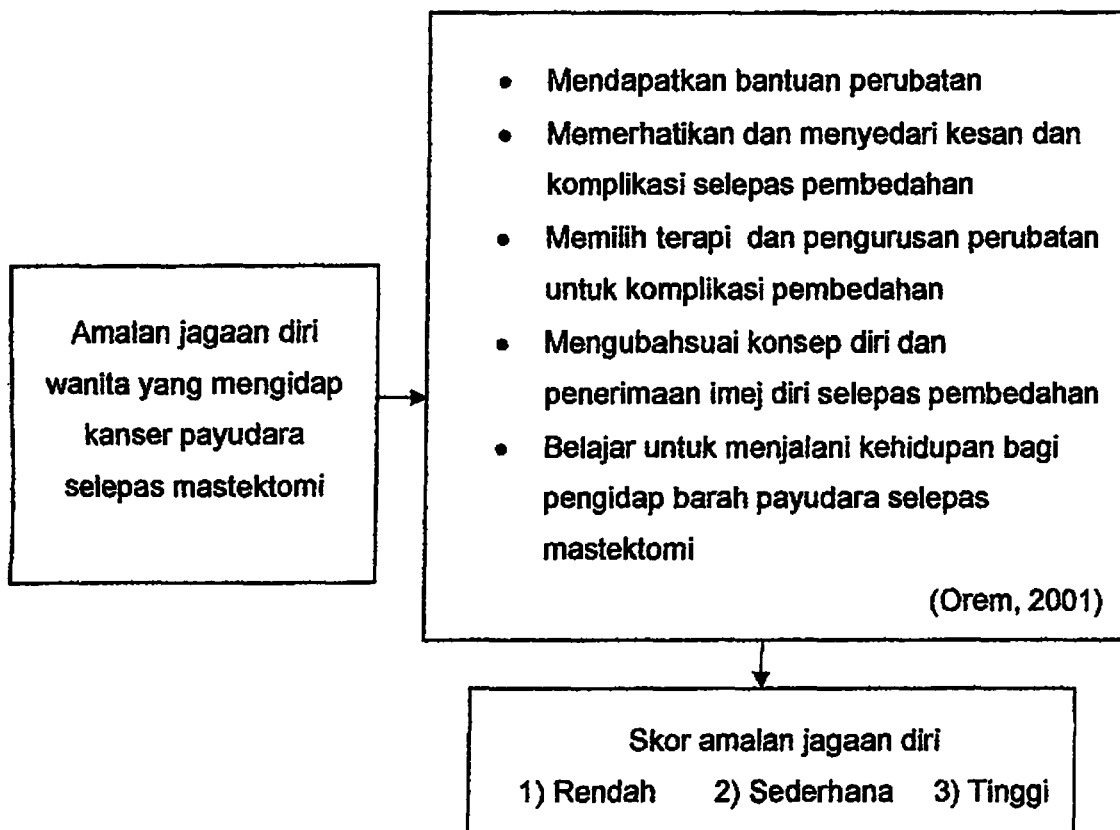 Amalan jagaan diri
wanita yang mengidap
kanser payudara
selepas mastektomi
• Mendapatkan bantuan perubatan
• Memerhatikan dan menyedari kesan dan
komplikasi selepas pembedahan
• Memilih terapi dan pengurusan perubatan
untuk komplikasi pembedahan
• Mengubahsuai konsep diri dan
penerimaan imej diri selepas pembedahan
• Belajar untuk menjalani kehidupan bagi
pengidap barah payudara selepas
mastektomi
(Orem, 2001)
Skor amalan jagaan diri
1) Rendah 2) Sederhana 3) Tinggi